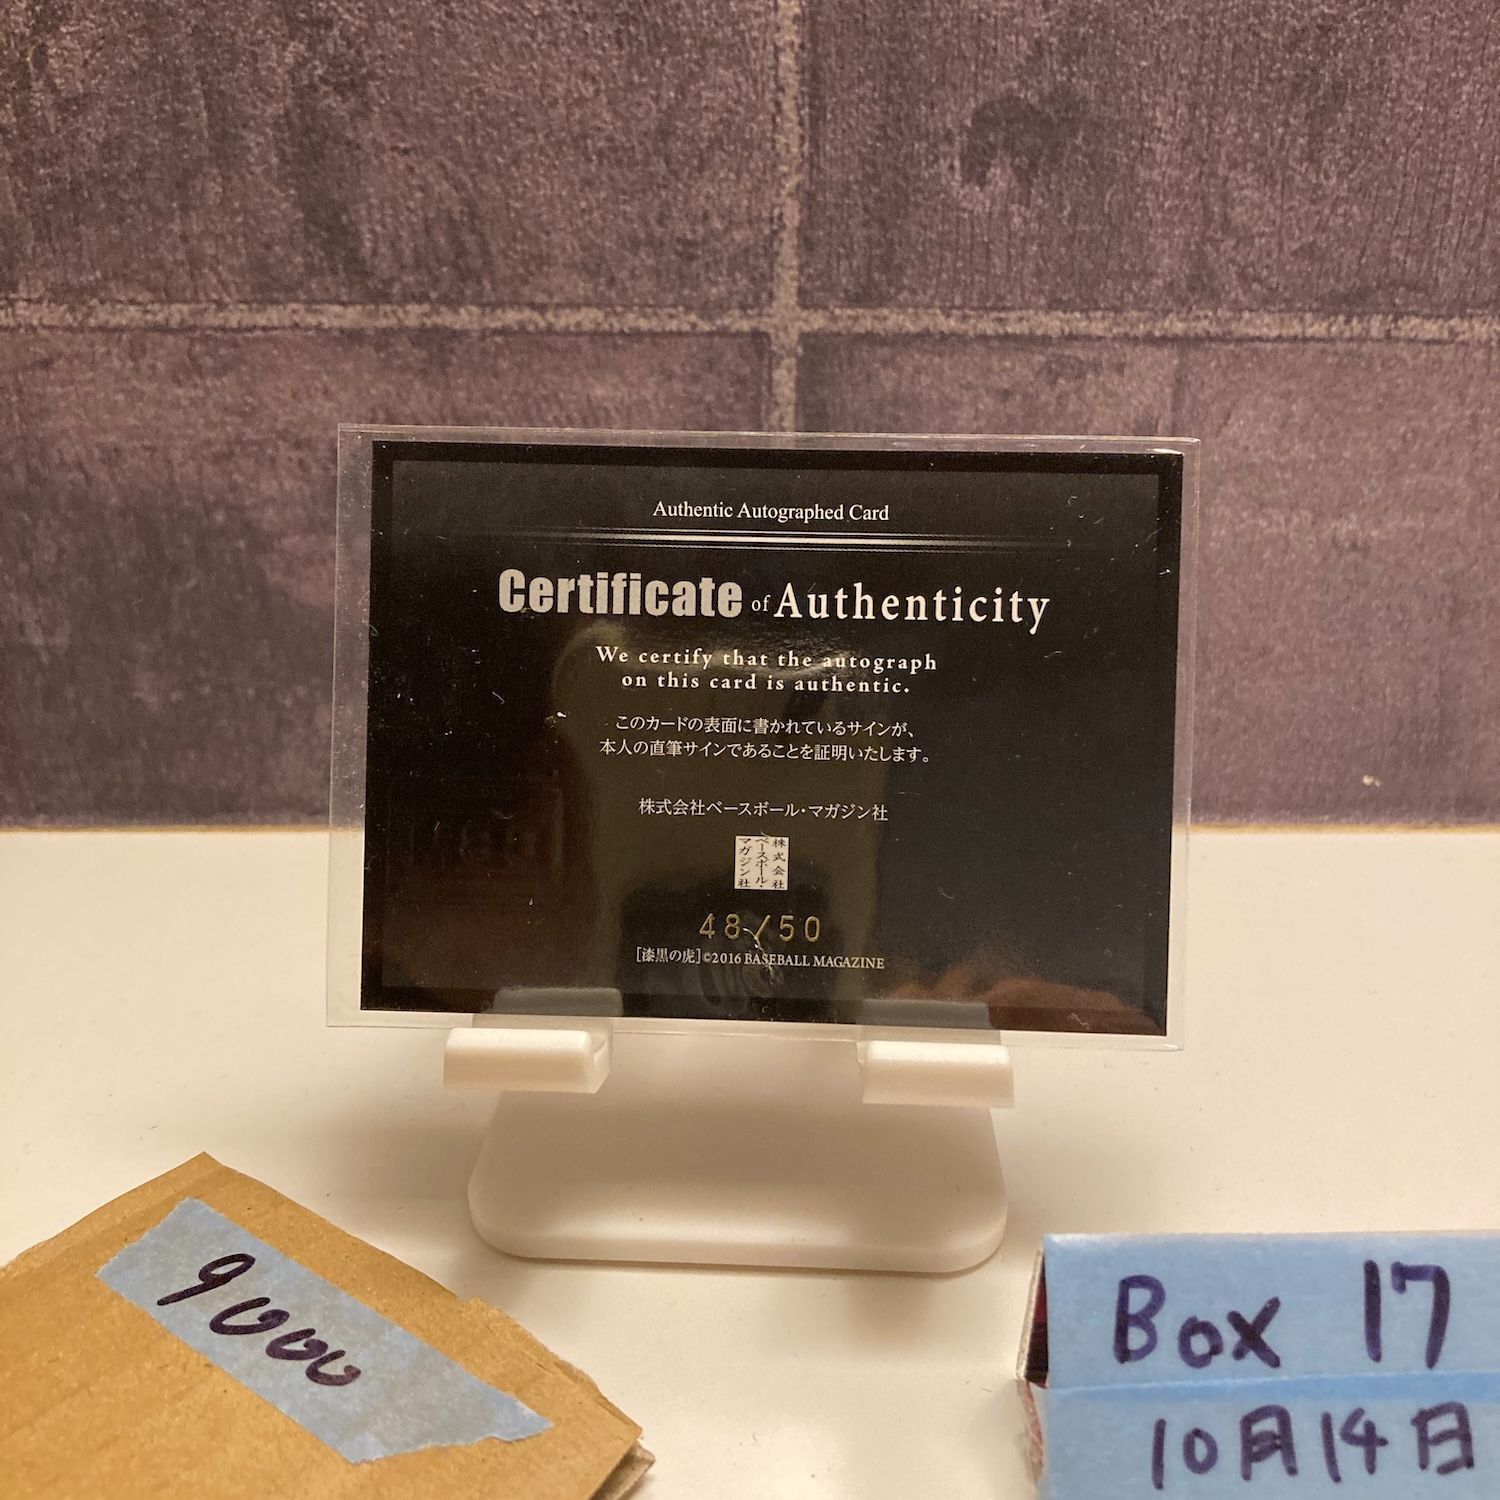 Authentic Autographed Card
Certificate of Authenticity
We certify that the autograph
on this card is authentic.
このカードの表面に書かれているサインが、
本人の直筆サインであることを証明いたします。
株式会社ベースボール・マガジン社
株式会社
ベースボール・
マガジン社
48/50
[漆黒の虎]©2016 BASEBALL MAGAZINE
9000
Box 17
10月14日